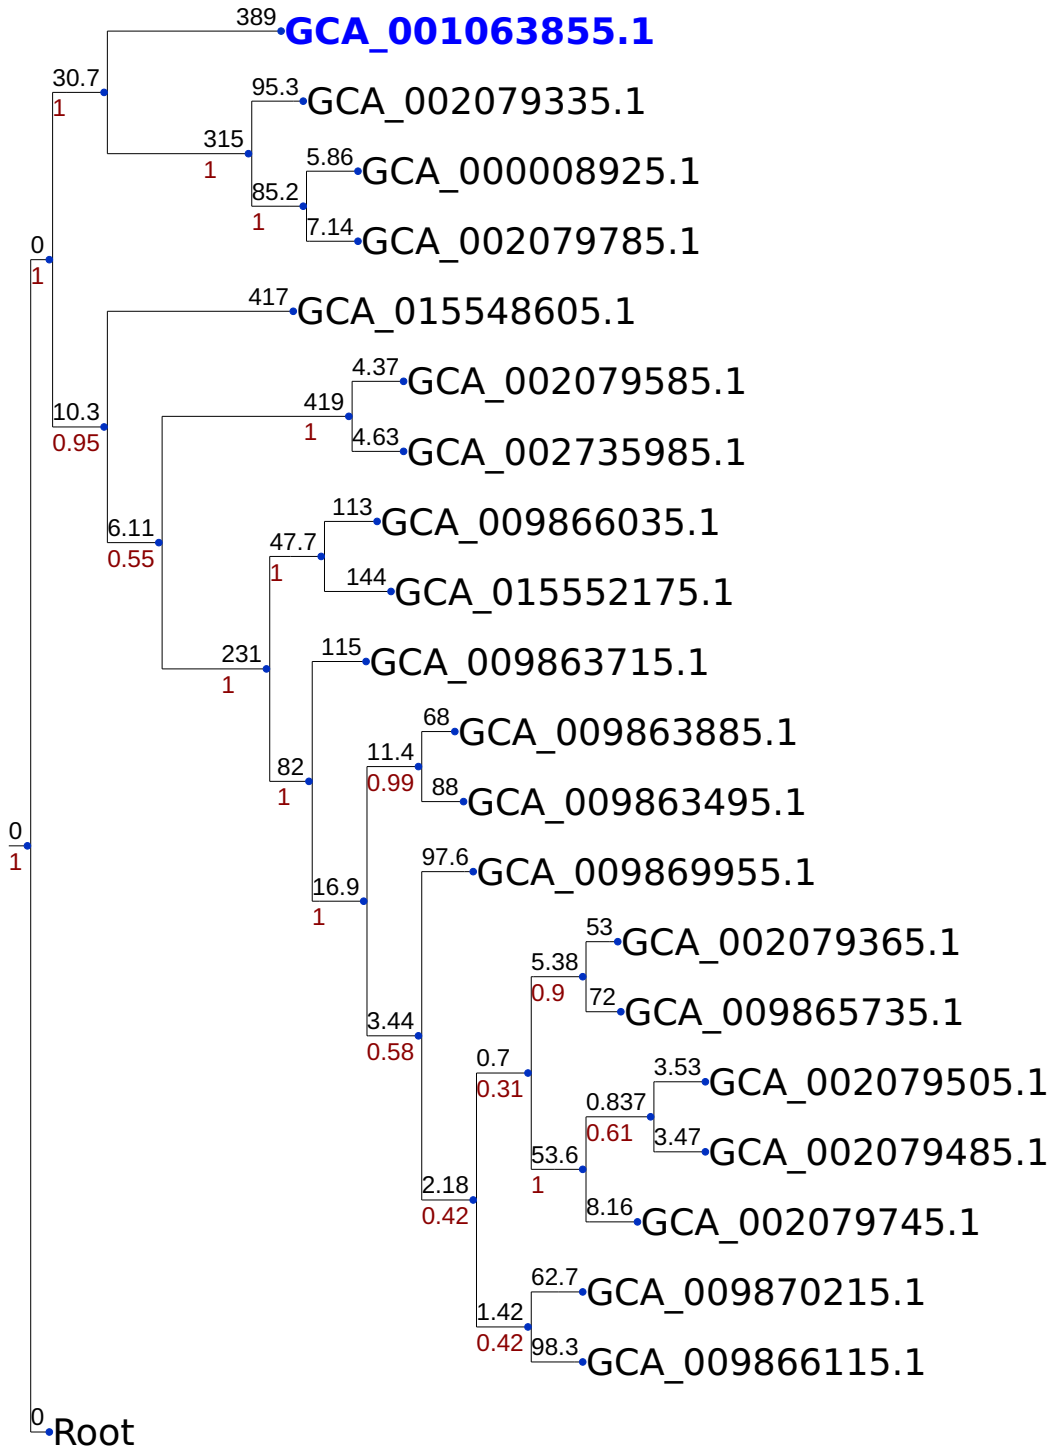 389
GCA_001063855.1
30.7
1
95.3
GCA_002079335.1
315
1
5.86
GCA_000008925.1
85.2
1
7.14
GCA_002079785.1
0
1
417
GCA_015548605.1
4.37
GCA_002079585.1
419
1
10.3
0.95
4.63
GCA_002735985.1
6.11
0.55
113
GCA_009866035.1
47.7
1
144
GCA_015552175.1
231
1
115
GCA_009863715.1
68
GCA_009863885.1
11.4
0.99
82
1
88
GCA_009863495.1
0
1
97.6
GCA_009869955.1
16.9
1
53
GCA_002079365.1
5.38
0.9
72
GCA_009865735.1
3.44
0.58
0.7
0.31
3.53
GCA_002079505.1
0.837
0.61
3.47
GCA_002079485.1
53.6
1
2.18
0.42
8.16
GCA_002079745.1
62.7
GCA_009870215.1
1.42
0.42
98.3
GCA_009866115.1
0
Root